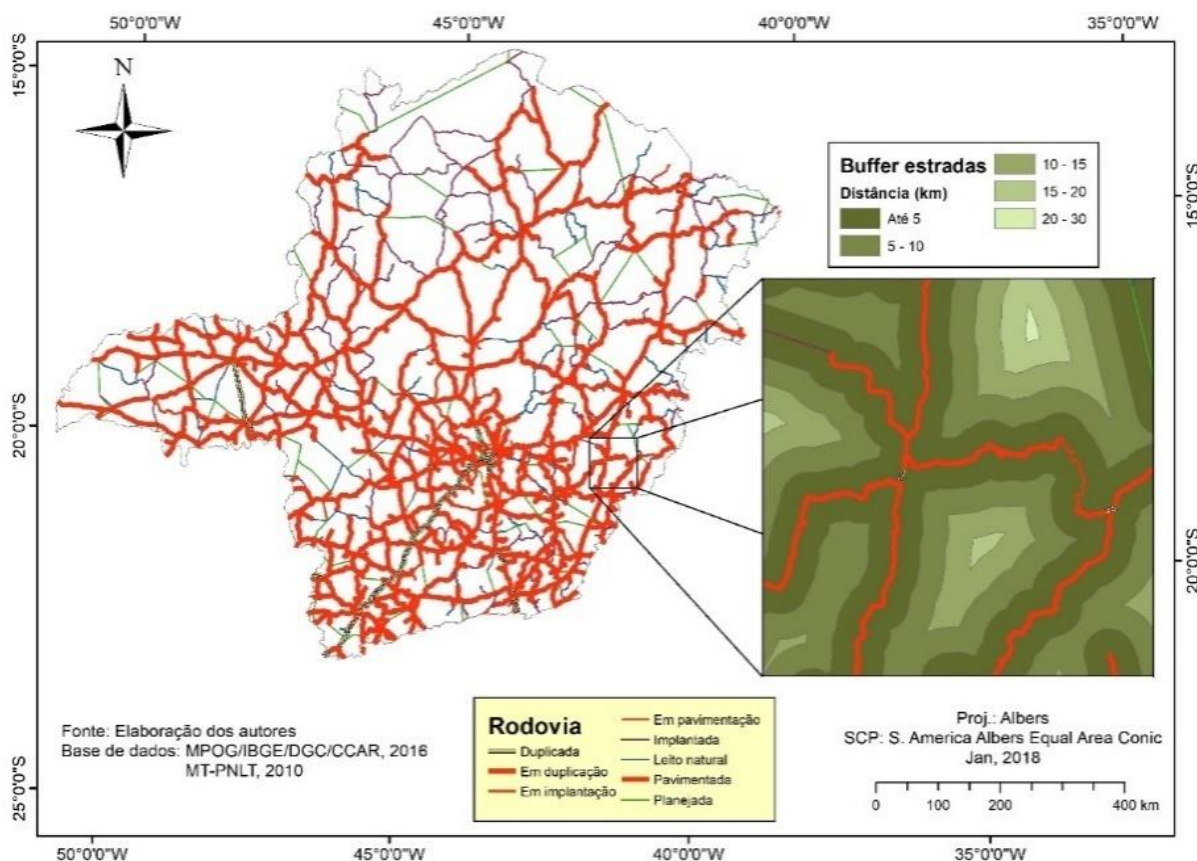 50°0'0"W 45°0'0"W 40°0'0"W 35°0'0"W
15°0'0"S
20°0'0"S
25°0'0"S
N
Buffer estradas
Distância (km)
Até 5
5 - 10
10 - 15
15 - 20
20 - 30
15°0'0"S
20°0'0"S
Fonte: Elaboração dos autores
Base de dados: MPOG/IBGE/DGC/CCAR, 2016
MT-PNLT, 2010
Rodovia
Duplicada
Em duplicação
Em implantação
Em pavimentação
Implantada
Leito natural
Pavimentada
Planejada
Proj.: Albers
SCP: S. America Albers Equal Area Conic
Jan, 2018
0 100 200 400 km
50°0'0"W 45°0'0"W 40°0'0"W 35°0'0"W